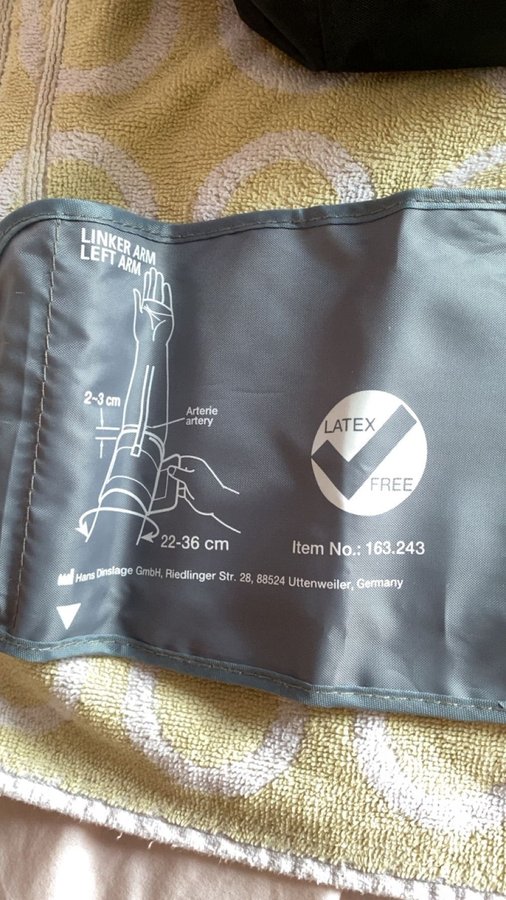 LINKER ARM
LEFT ARM
2-3 cm
Arterie
artery
LATEX
FREE
22-36 cm
Item No.: 163.243
Hans Dinslage GmbH, Riedlinger Str. 28, 88524 Uttenweiler, Germany